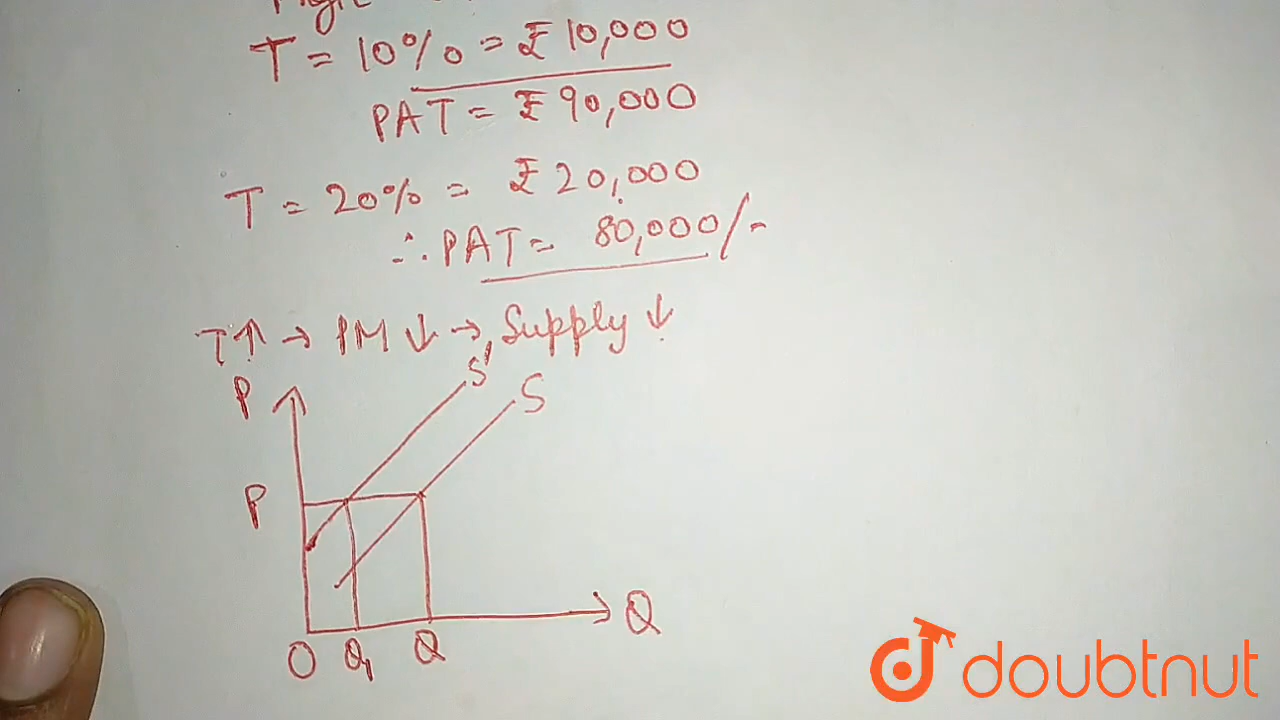 T = 10% = ₹ 10,000
PAT = ₹ 90,000
T = 20% = ₹ 20,000
∴ PAT = 80,000/-
T↑ → PM ↓ → Supply ↓
S'
P
S
P
Q
O Q₁ Q
doubtnut